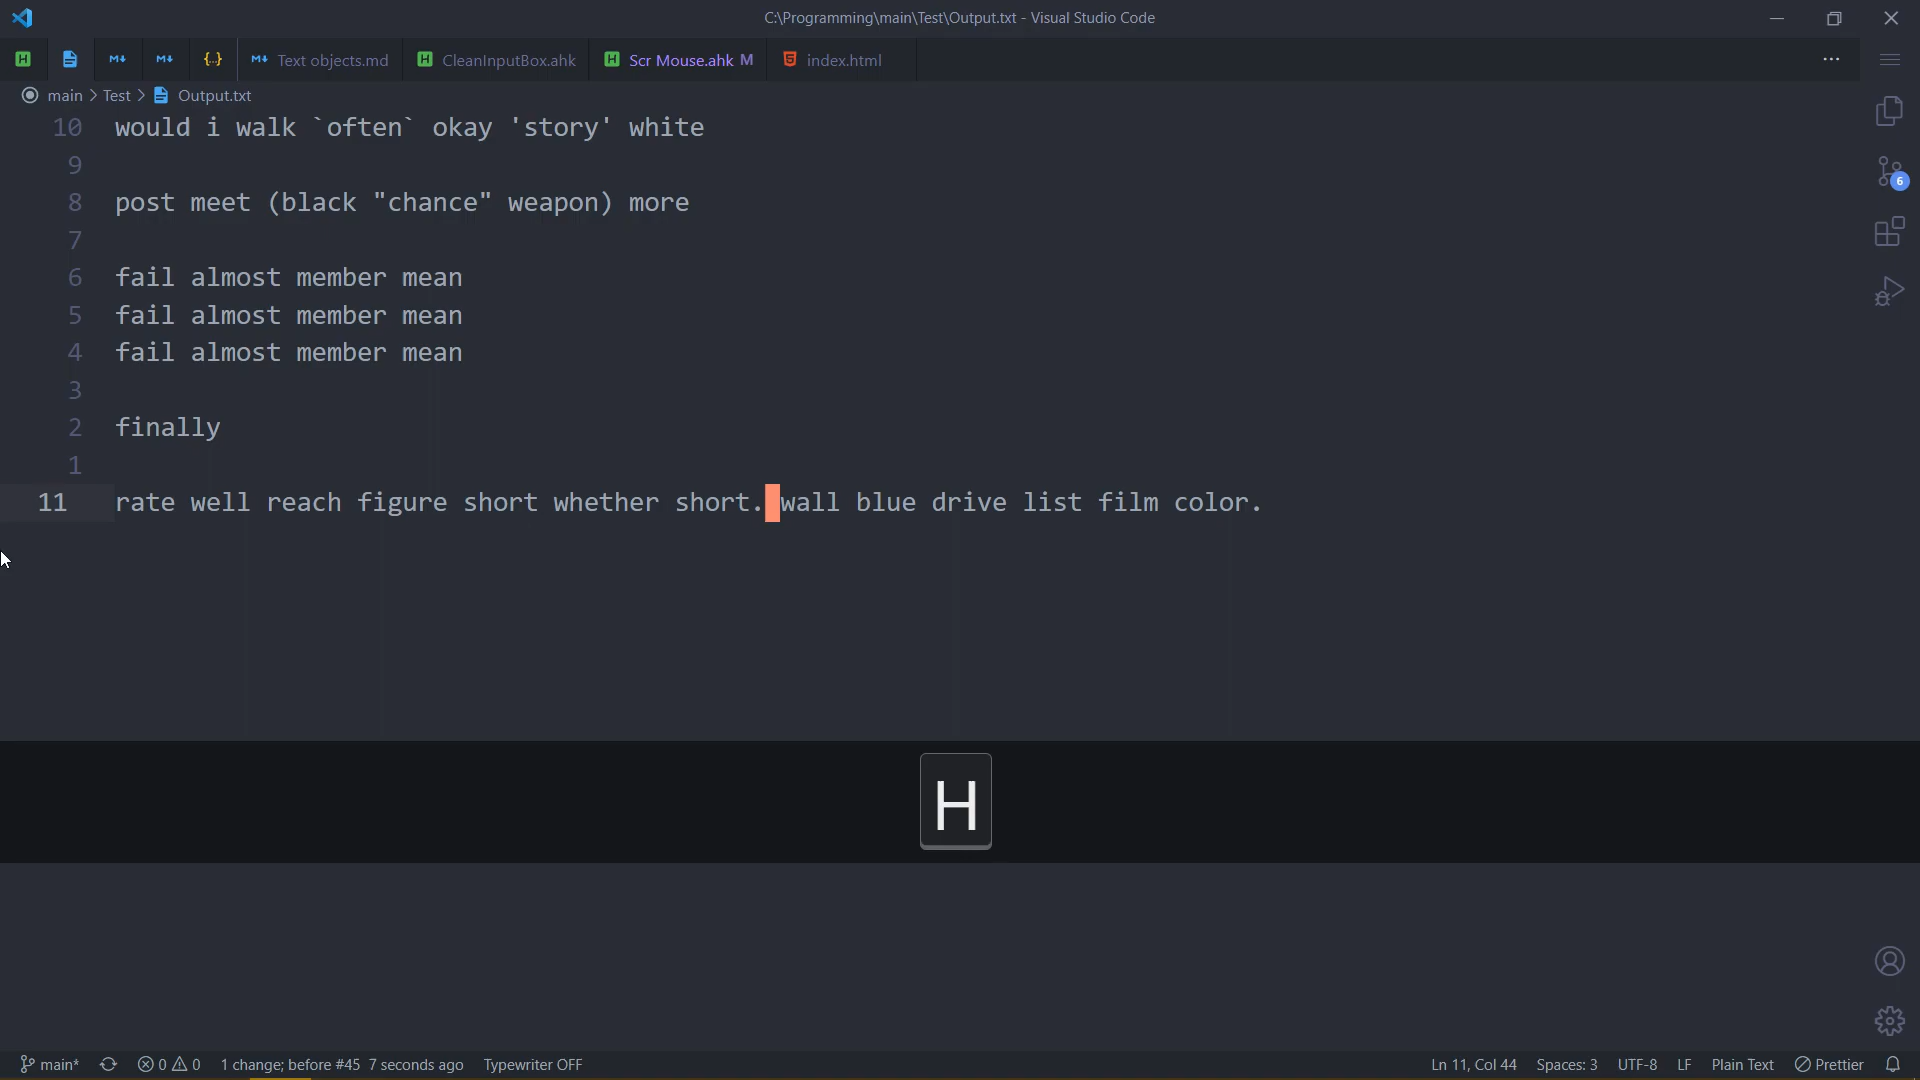 C:\Programming\main\Test\Output.txt - Visual Studio Code
Text objects.md CleanInputBox.ahk Scr Mouse.ahk M index.html
main > Test > Output.txt
10 would i walk `often` okay 'story' white
9
8 post meet (black "chance" weapon) more
7
6 fail almost member mean
5 fail almost member mean
4 fail almost member mean
3
2 finally
1
11 rate well reach figure short whether short. wall blue drive list film color.
6
H
main* 0 0 1 change; before #45 7 seconds ago Typewriter OFF Ln 11, Col 44 Spaces: 3 UTF-8 LF Plain Text Prettier